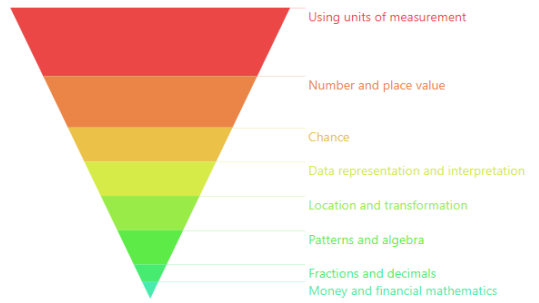 Using units of measurement
Number and place value
Chance
Data representation and interpretation
Location and transformation
Patterns and algebra
Fractions and decimals
Money and financial mathematics